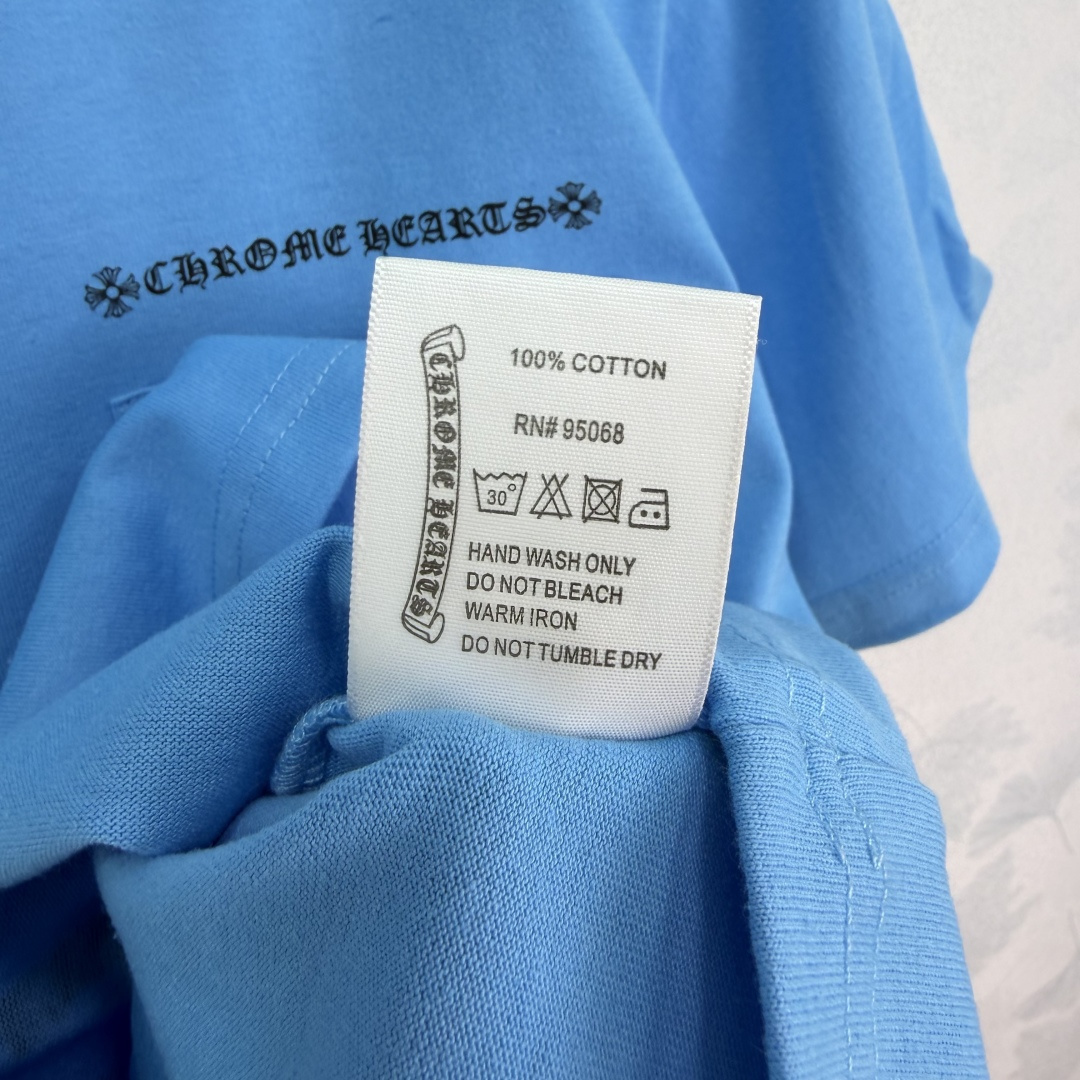 CHROME HEARTS
CHROME HEARTS
100% COTTON
RN# 95068
30°
HAND WASH ONLY
DO NOT BLEACH
WARM IRON
DO NOT TUMBLE DRY